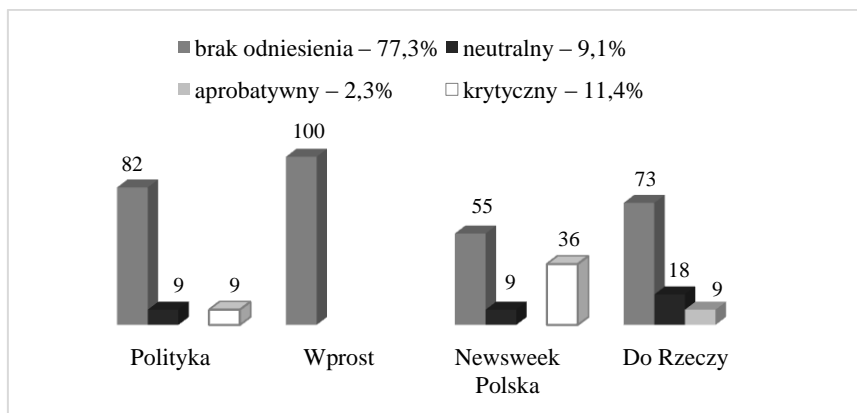 brak odniesienia – 77,3% neutralny – 9,1%
aprobatywny – 2,3% krytyczny – 11,4%
82 9 9 100 55 9 36 73 18 9
Polityka Wprost Newsweek Polska Do Rzeczy